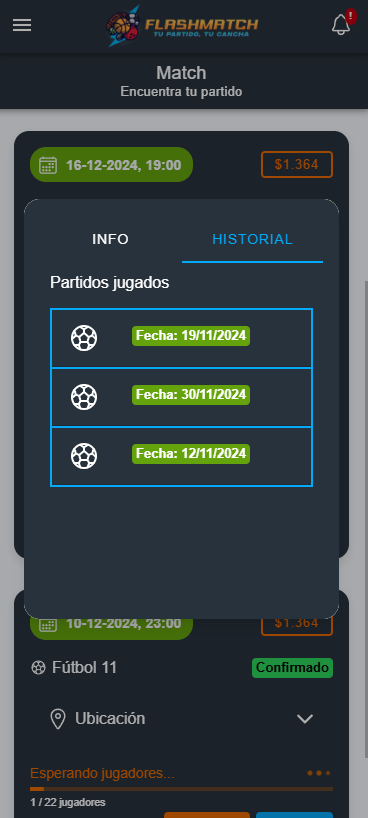 FLASHMATCH
TU PARTIDO, TU CANCHA
!
Match
Encuentra tu partido
16-12-2024, 19:00
$1.364
INFO
HISTORIAL
Partidos jugados
Fecha: 19/11/2024
Fecha: 30/11/2024
Fecha: 12/11/2024
10-12-2024, 23:00
$1.364
Fútbol 11
Confirmado
Ubicación
Esperando jugadores...
1 / 22 jugadores